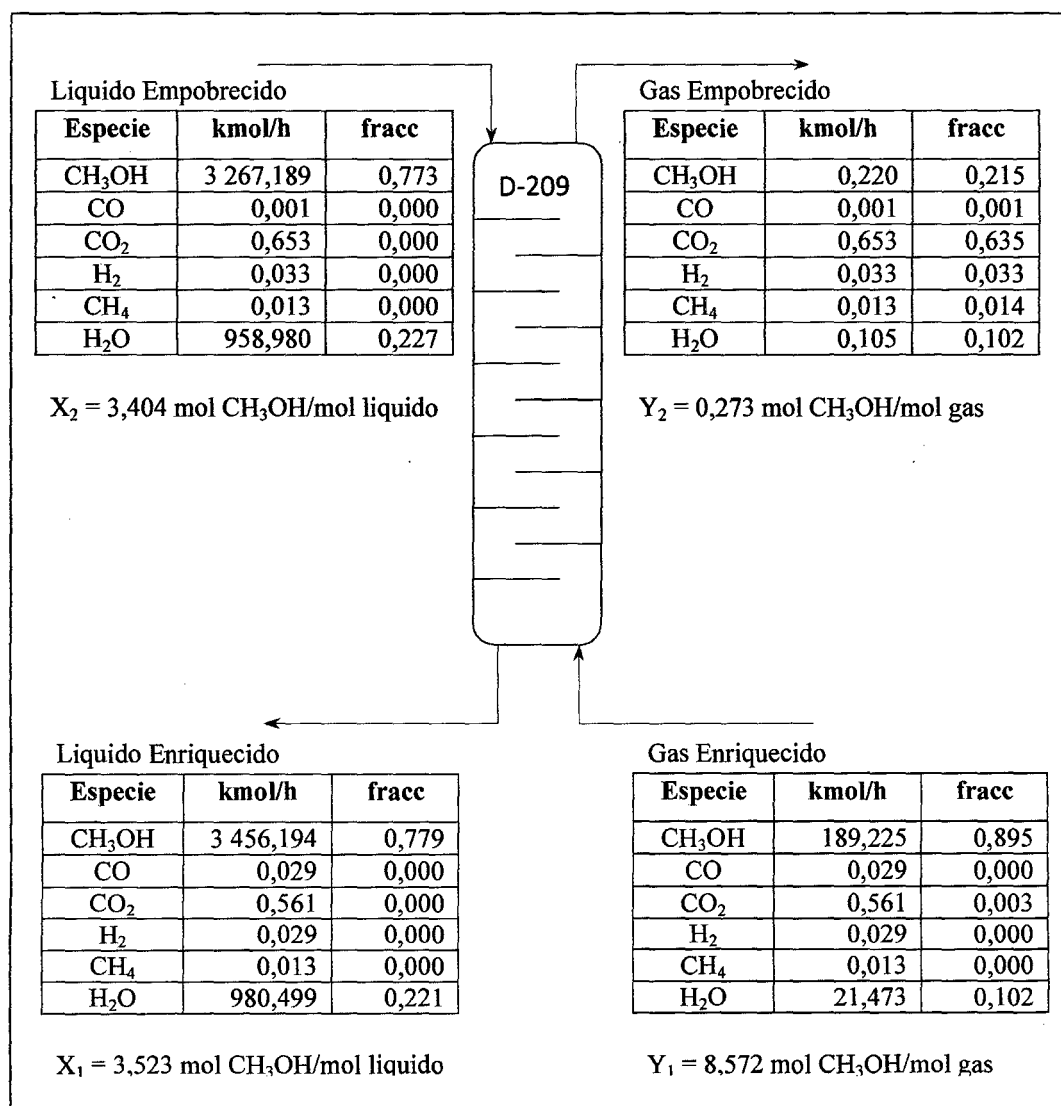 Liquido Empobrecido
Especie kmol/h fracc
CH₃OH 3 267,189 0,773
CO 0,001 0,000
CO₂ 0,653 0,000
H₂ 0,033 0,000
CH₄ 0,013 0,000
H₂O 958,980 0,227
X₂ = 3,404 mol CH₃OH/mol liquido
Gas Empobrecido
Especie kmol/h fracc
CH₃OH 0,220 0,215
CO 0,001 0,001
CO₂ 0,653 0,635
H₂ 0,033 0,033
CH₄ 0,013 0,014
H₂O 0,105 0,102
Y₂ = 0,273 mol CH₃OH/mol gas
D-209
Liquido Enriquecido
Especie kmol/h fracc
CH₃OH 3 456,194 0,779
CO 0,029 0,000
CO₂ 0,561 0,000
H₂ 0,029 0,000
CH₄ 0,013 0,000
H₂O 980,499 0,221
X₁ = 3,523 mol CH₃OH/mol liquido
Gas Enriquecido
Especie kmol/h fracc
CH₃OH 189,225 0,895
CO 0,029 0,000
CO₂ 0,561 0,003
H₂ 0,029 0,000
CH₄ 0,013 0,000
H₂O 21,473 0,102
Y₁ = 8,572 mol CH₃OH/mol gas